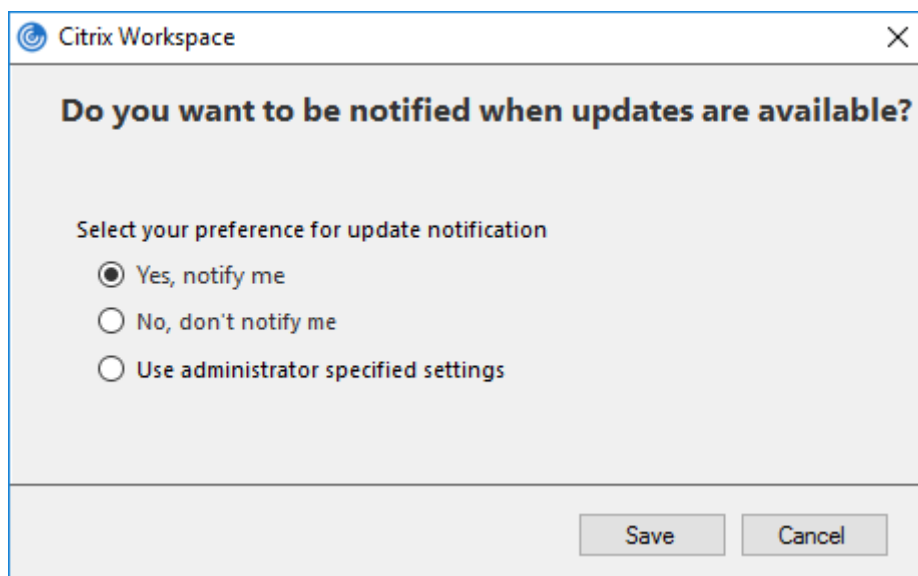 Citrix Workspace
Do you want to be notified when updates are available?
Select your preference for update notification
Yes, notify me
No, don't notify me
Use administrator specified settings
Save Cancel